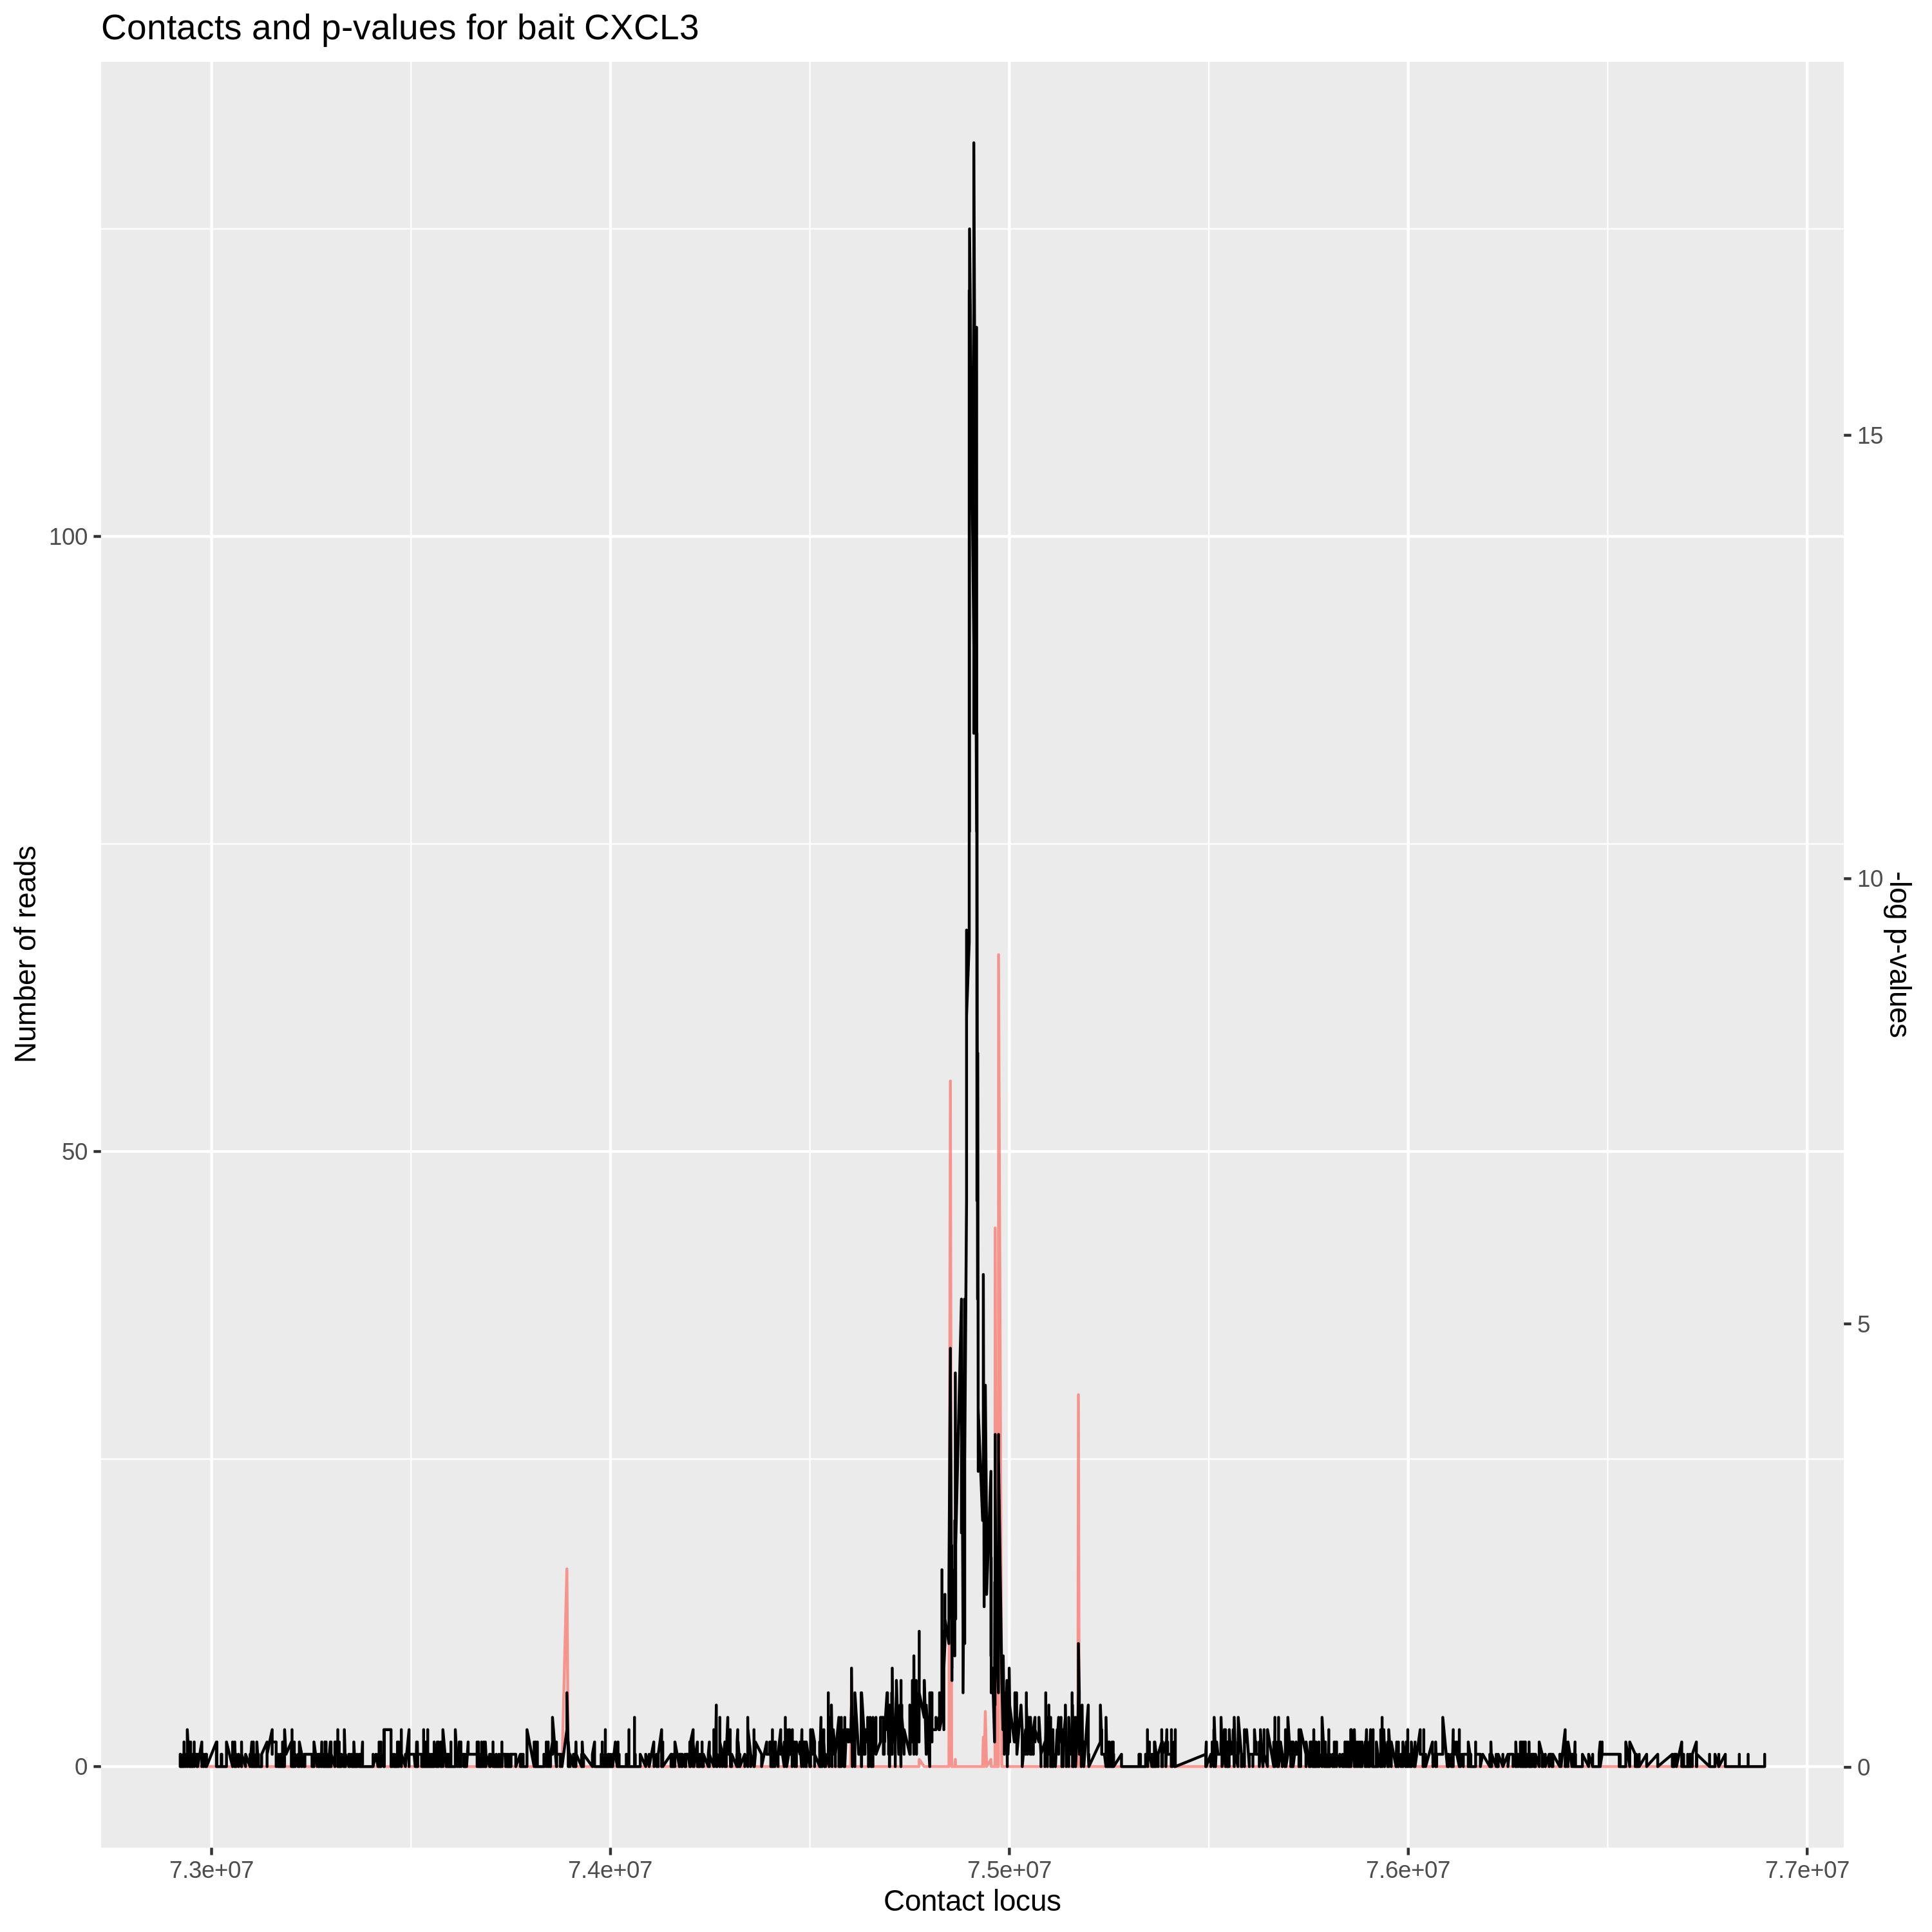 Contacts and p-values for bait CXCL3
Number of reads
100
50
0
15
10
5
0
-log p-values
7.3e+07
7.4e+07
7.5e+07
7.6e+07
7.7e+07
Contact locus